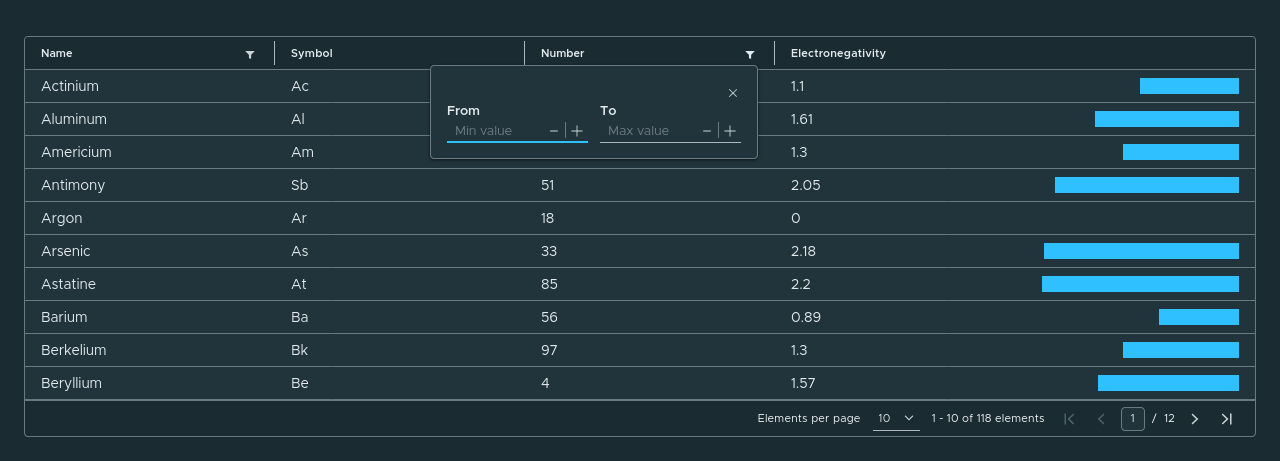 Name Symbol Number Electronegativity
Actinium Ac 1.1
From To
Aluminum Al 1.61
Min value Max value
Americium Am 1.3
Antimony Sb 51 2.05
Argon Ar 18 0
Arsenic As 33 2.18
Astatine At 85 2.2
Barium Ba 56 0.89
Berkelium Bk 97 1.3
Beryllium Be 4 1.57
Elements per page 10 1 - 10 of 118 elements 1 / 12